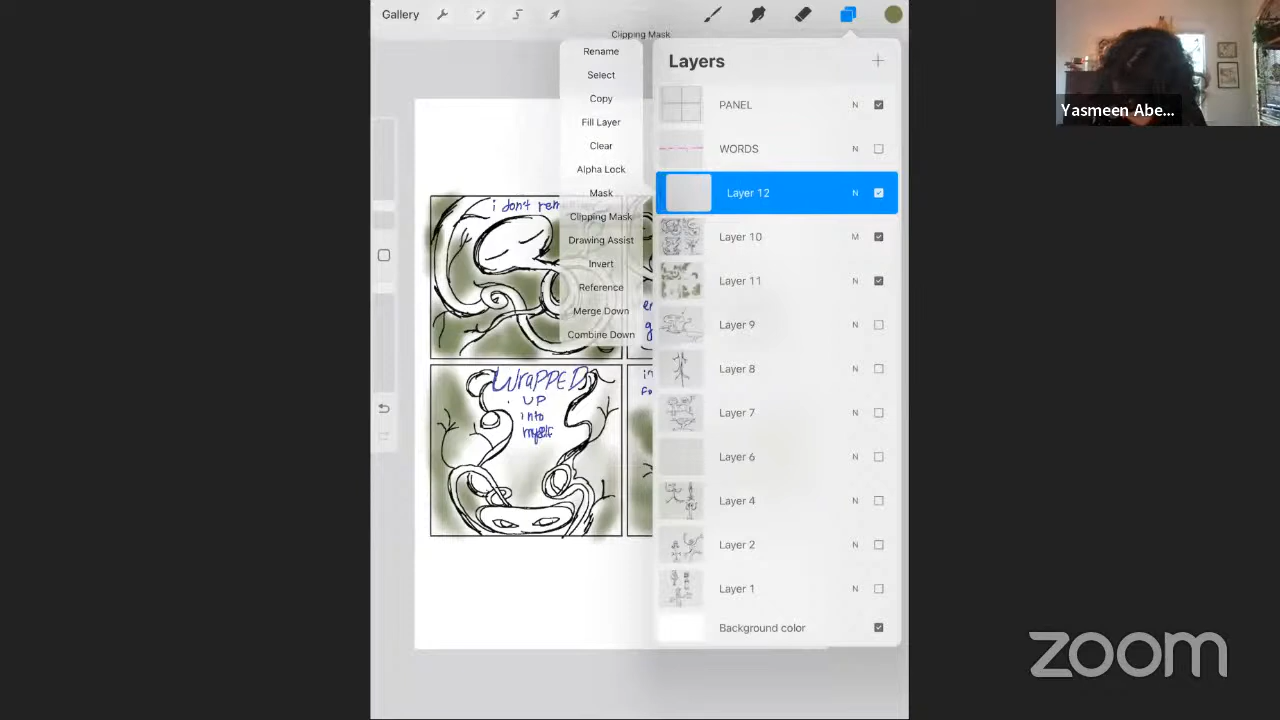 Gallery
Clipping Mask
Rename
Select
Copy
Fill Layer
Clear
Alpha Lock
Mask
Clipping Mask
Drawing Assist
Invert
Reference
Merge Down
Combine Down
Layers
PANEL N
WORDS N
Layer 12 N
Layer 10 M
Layer 11 N
Layer 9 N
Layer 8 N
Layer 7 N
Layer 6 N
Layer 4 N
Layer 2 N
Layer 1 N
Background color
i don't
WRAPPED
UP
into
myself
Yasmeen Abe...
zoom